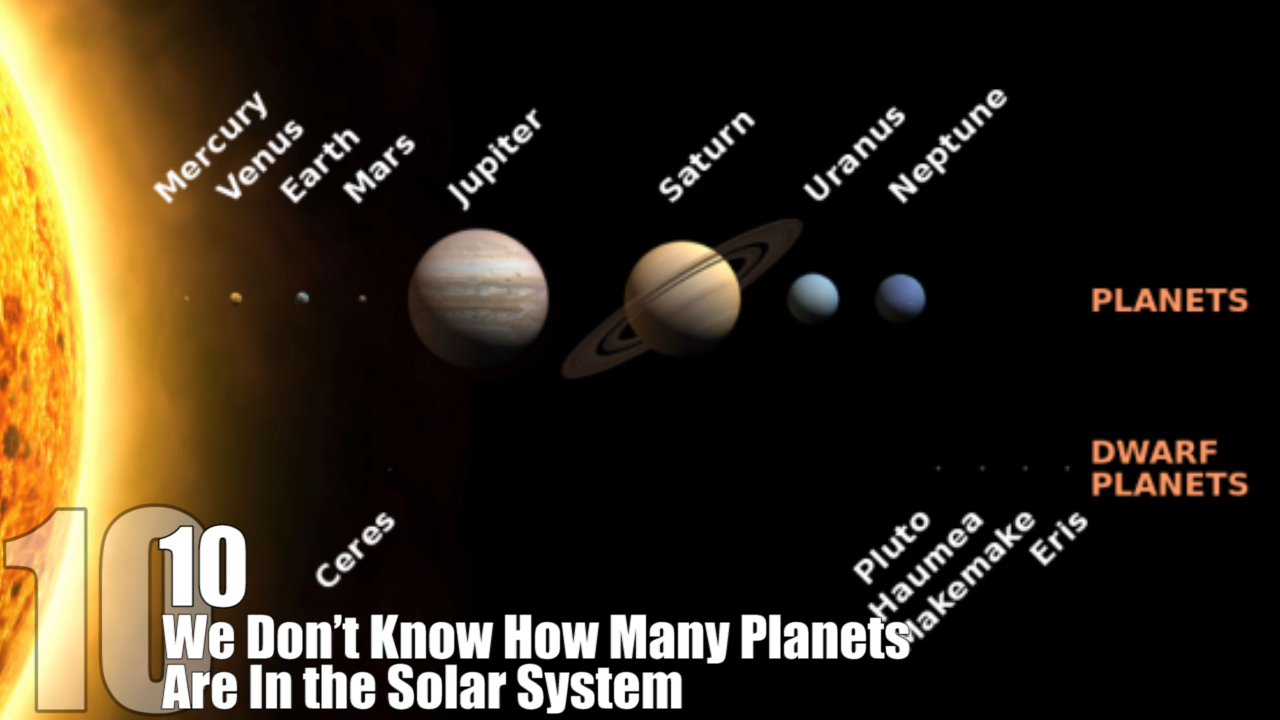 Mercury
Venus
Earth
Mars
Jupiter
Saturn
Uranus
Neptune
PLANETS
DWARF
PLANETS
Ceres
Pluto
Haumea
Makemake
Eris
10
10
We Don’t Know How Many Planets
Are In the Solar System